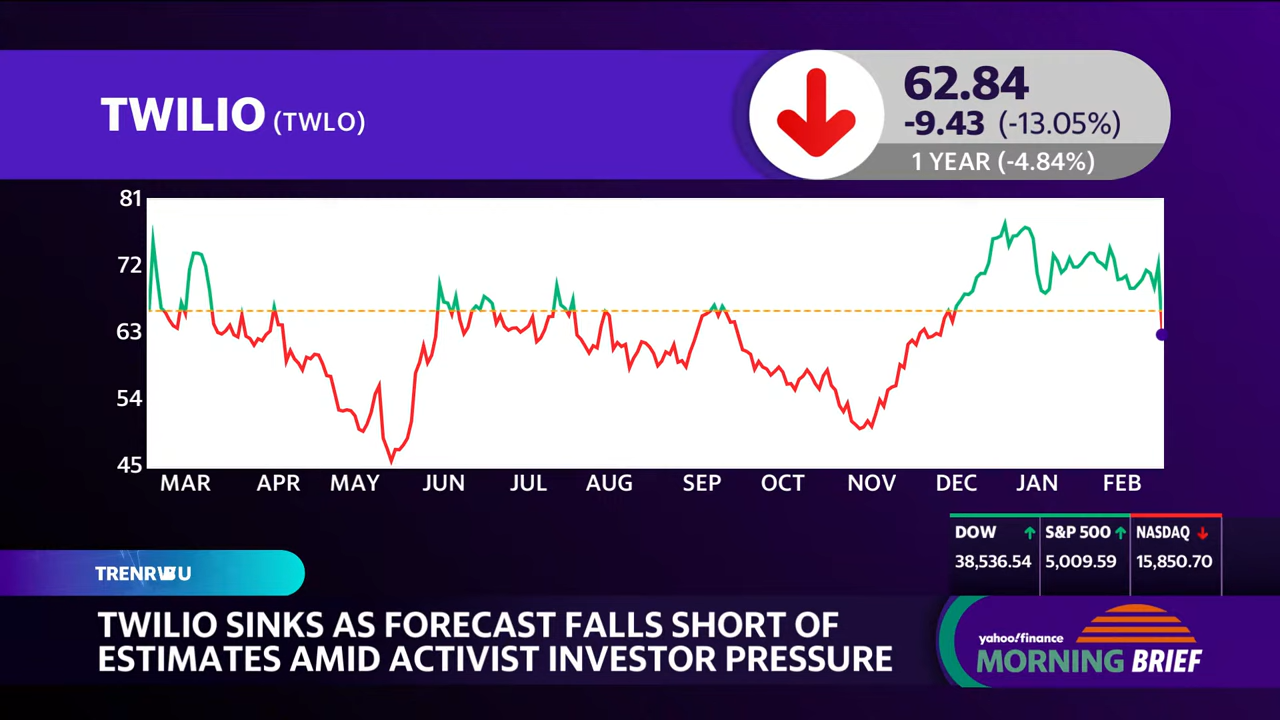 TWILIO (TWLO)
62.84
-9.43 (-13.05%)
1 YEAR (-4.84%)
81
72
63
54
45
MAR APR MAY JUN JUL AUG SEP OCT NOV DEC JAN FEB
DOW S&P 500 NASDAQ
38,536.54 5,009.59 15,850.70
TWILIO SINKS AS FORECAST FALLS SHORT OF
ESTIMATES AMID ACTIVIST INVESTOR PRESSURE
yahoo!finance
MORNING BRIEF